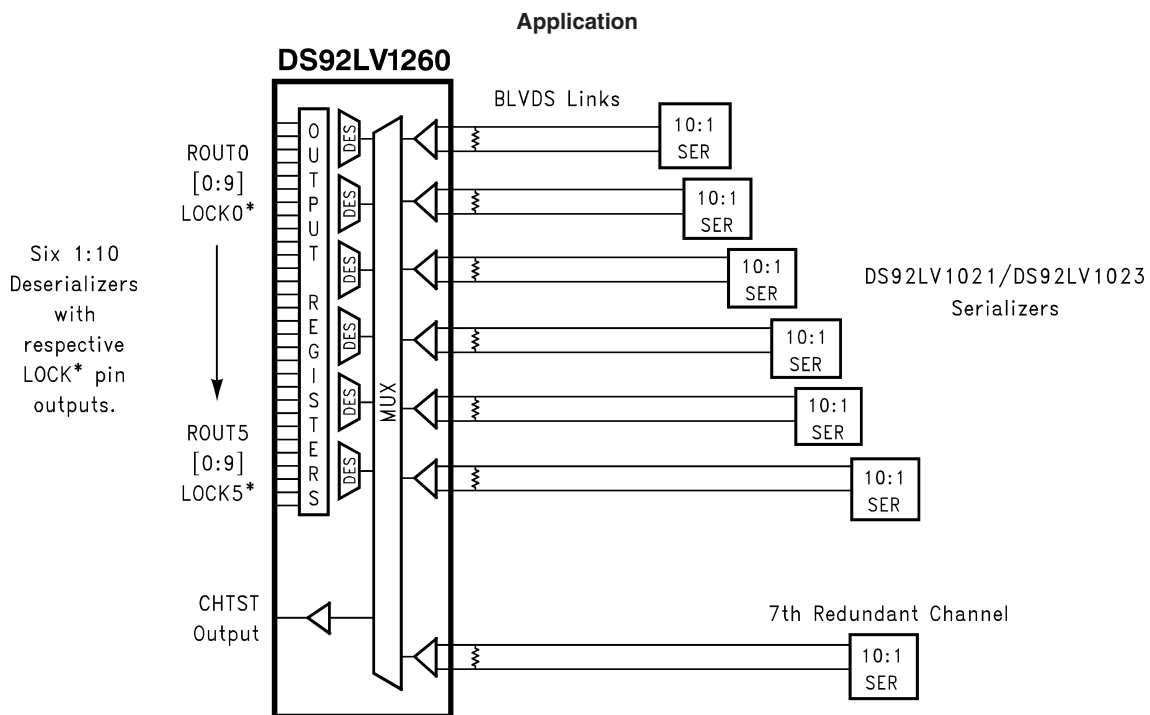 Application
DS92LV1260
BLVDS Links
10:1
SER
10:1
SER
10:1
SER
10:1
SER
10:1
SER
10:1
SER
DS92LV1021/DS92LV1023
Serializers
ROUT0
[0:9]
LOCK0*
Six 1:10
Deserializers
with
respective
LOCK* pin
outputs.
ROUT5
[0:9]
LOCK5*
OUTPUT REGISTERS
DES
DES
DES
DES
DES
DES
MUX
CHTST
Output
7th Redundant Channel
10:1
SER